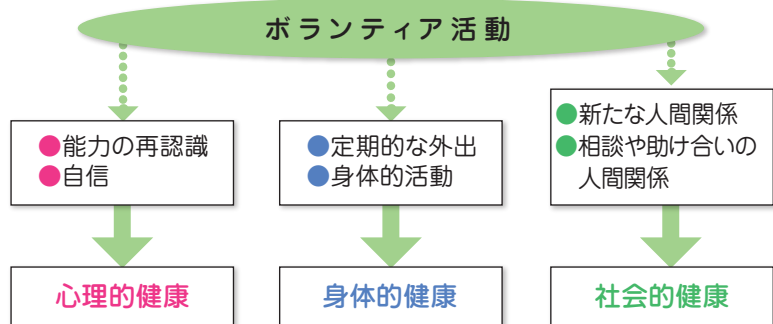 ボランティア活動
●能力の再認識
●自信
●定期的な外出
●身体的活動
●新たな人間関係
●相談や助け合いの
人間関係
心理的健康
身体的健康
社会的健康